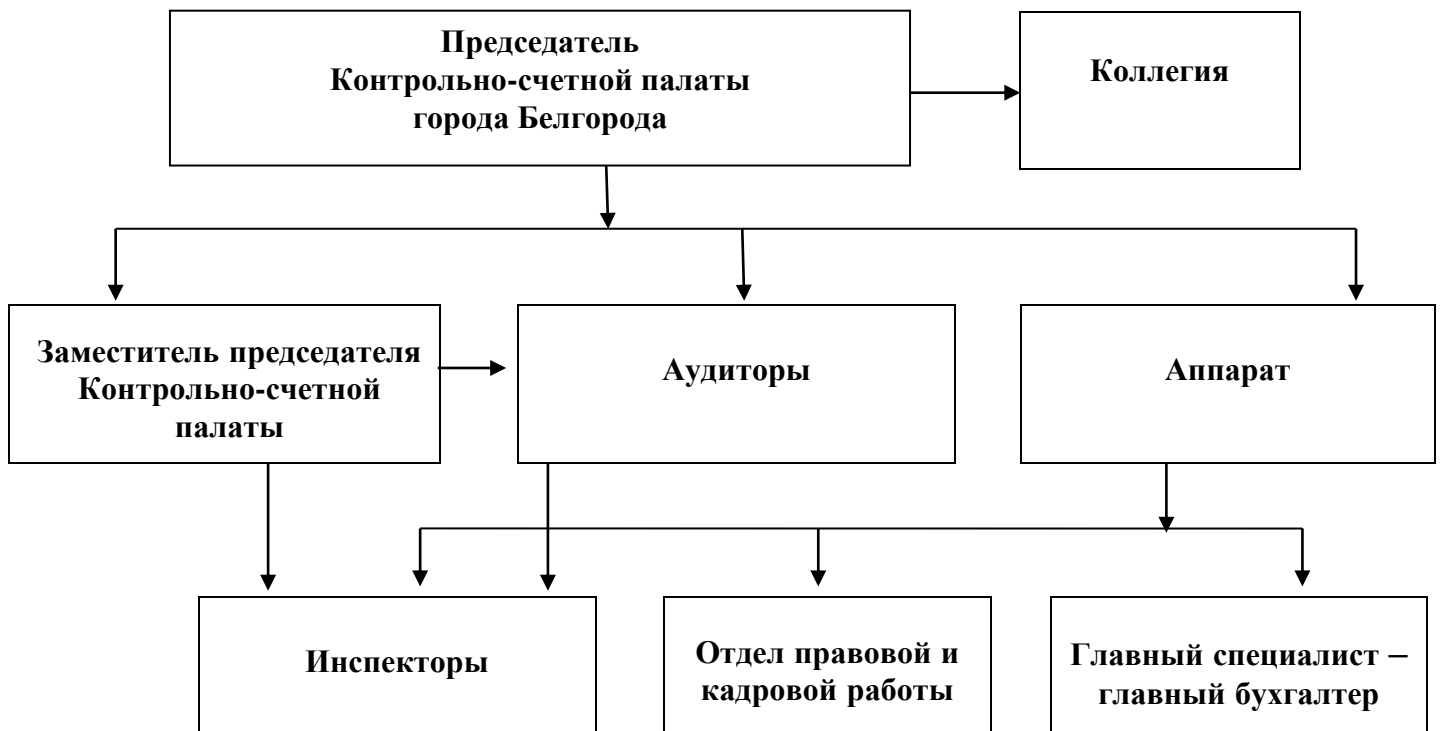 Председатель
Контрольно-счетной палаты
города Белгорода
Коллегия
Заместитель председателя
Контрольно-счетной
палаты
Аудиторы
Аппарат
Инспекторы
Отдел правовой и
кадровой работы
Главный специалист –
главный бухгалтер